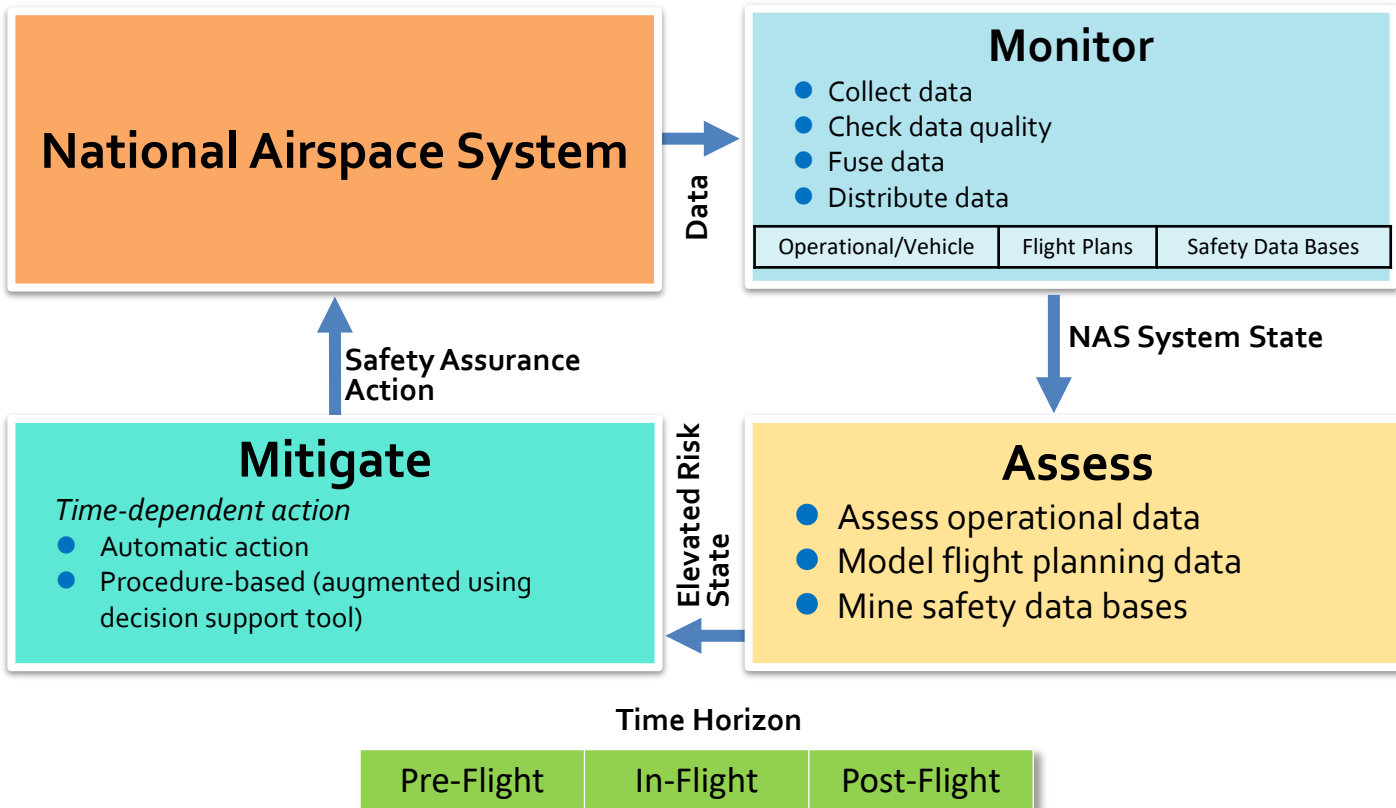 National Airspace System
Data
Monitor
Collect data
Check data quality
Fuse data
Distribute data
Operational/Vehicle
Flight Plans
Safety Data Bases
NAS System State
Safety Assurance
Action
Mitigate
Time-dependent action
Automatic action
Procedure-based (augmented using
decision support tool)
Elevated Risk
State
Assess
Assess operational data
Model flight planning data
Mine safety data bases
Time Horizon
Pre-Flight
In-Flight
Post-Flight